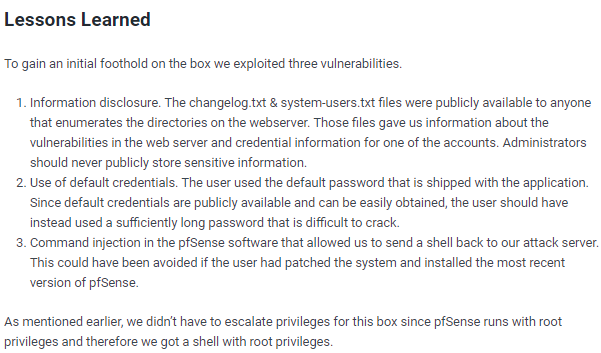 Lessons Learned
To gain an initial foothold on the box we exploited three vulnerabilities.
1. Information disclosure. The changelog.txt & system-users.txt files were publicly available to anyone
that enumerates the directories on the webserver. Those files gave us information about the
vulnerabilities in the web server and credential information for one of the accounts. Administrators
should never publicly store sensitive information.
2. Use of default credentials. The user used the default password that is shipped with the application.
Since default credentials are publicly available and can be easily obtained, the user should have
instead used a sufficiently long password that is difficult to crack.
3. Command injection in the pfSense software that allowed us to send a shell back to our attack server.
This could have been avoided if the user had patched the system and installed the most recent
version of pfSense.
As mentioned earlier, we didn’t have to escalate privileges for this box since pfSense runs with root
privileges and therefore we got a shell with root privileges.